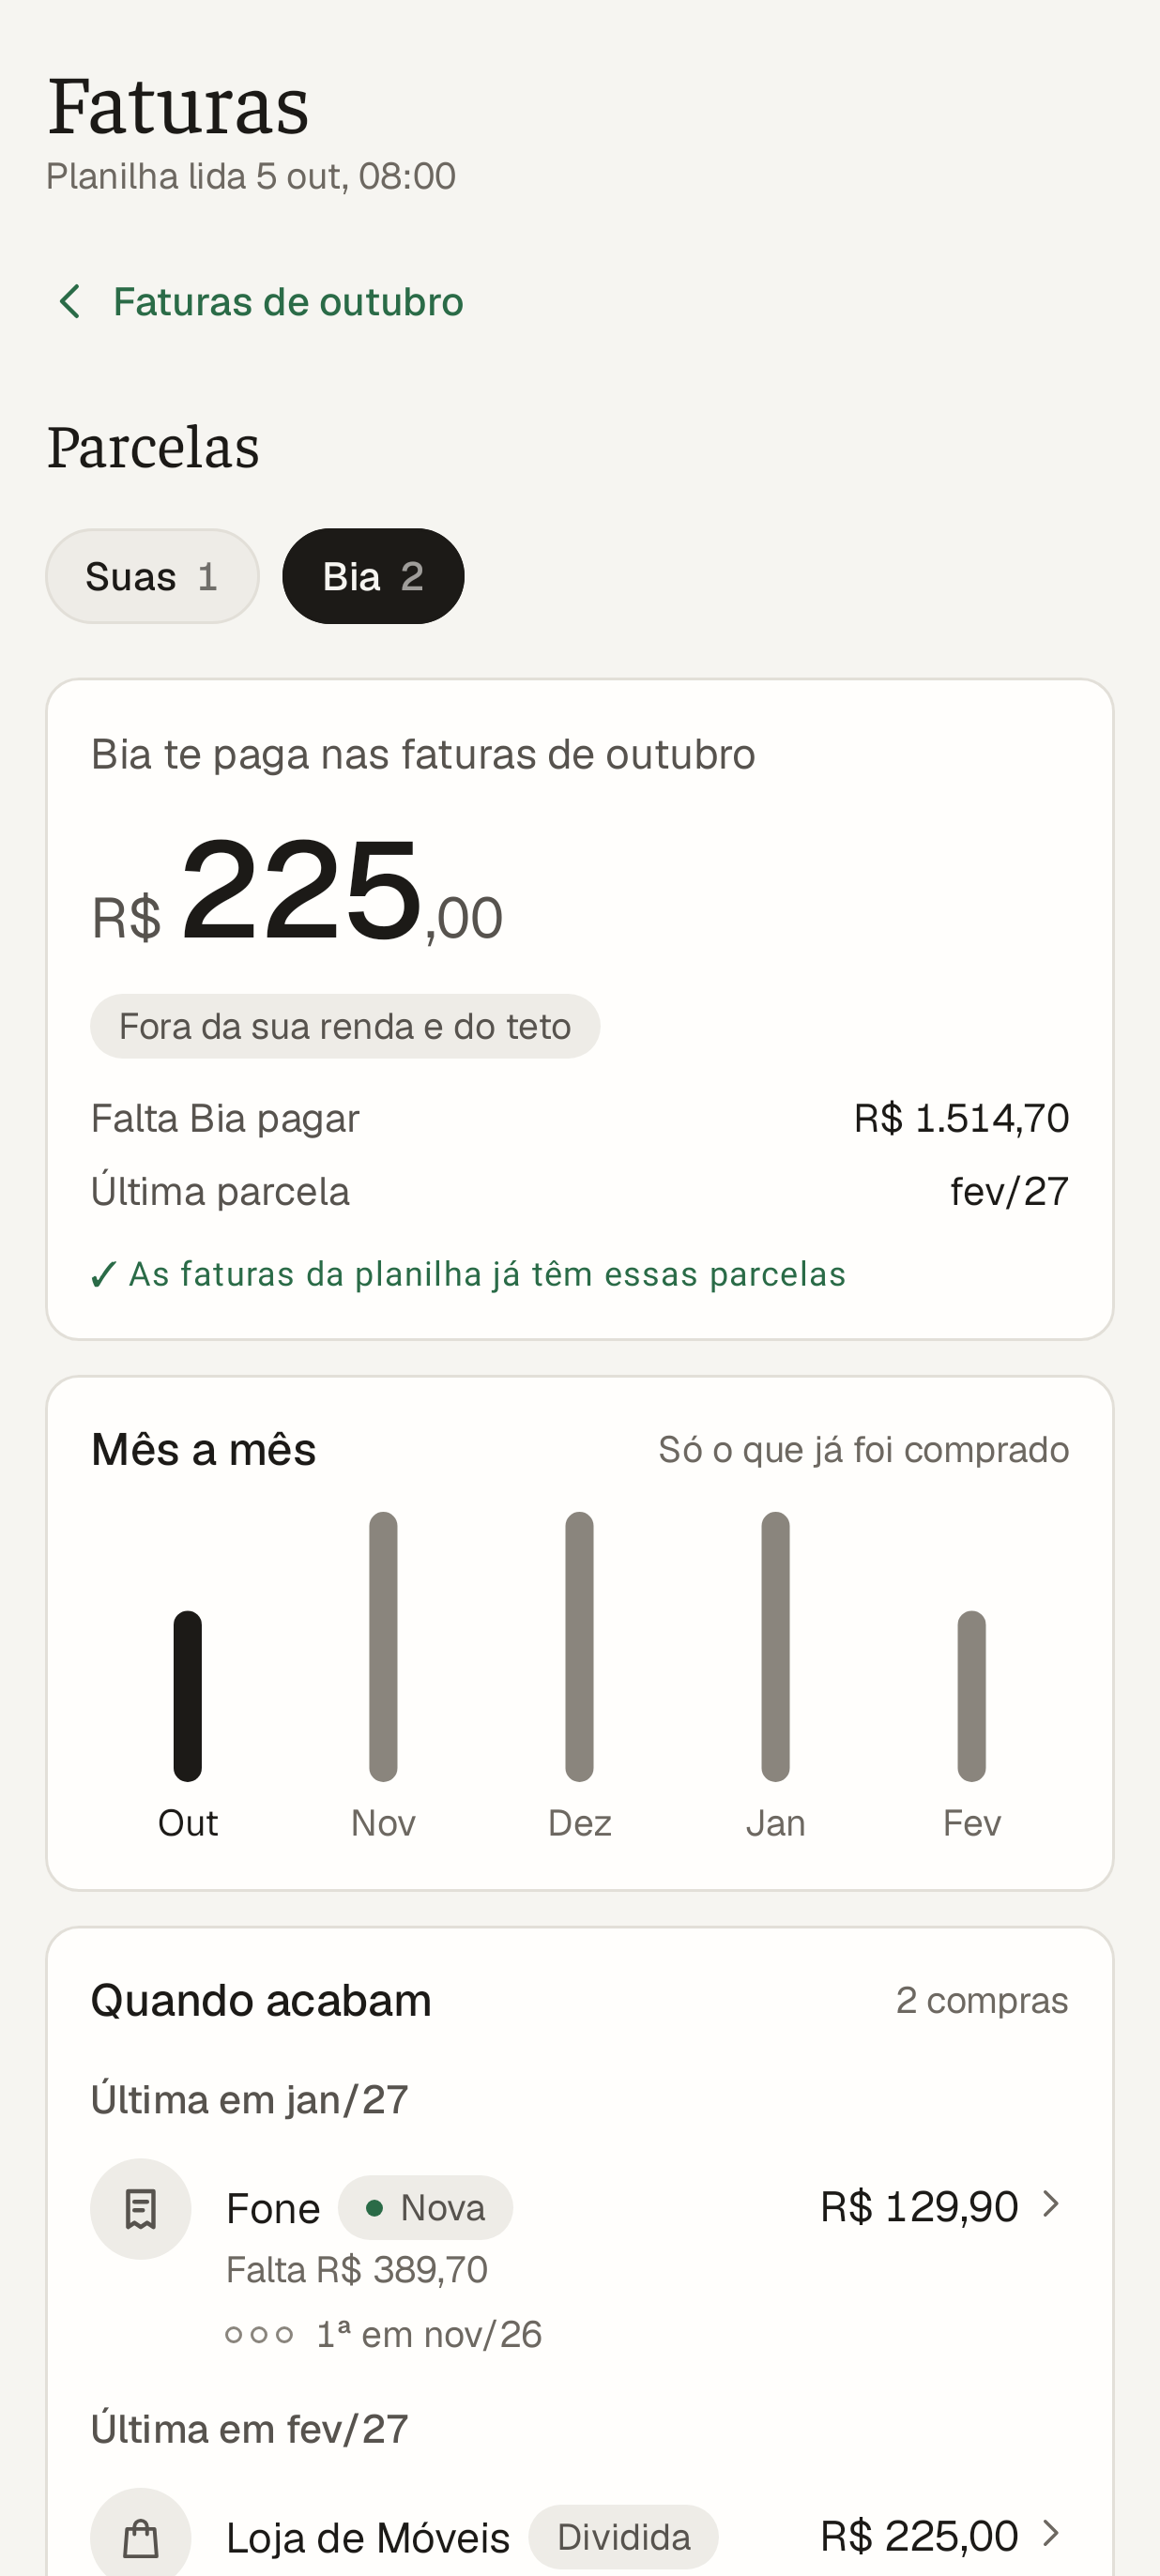 Faturas
Planilha lida 5 out, 08:00
Faturas de outubro
Parcelas
Suas 1
Bia 2
Bia te paga nas faturas de outubro
R$ 225,00
Fora da sua renda e do teto
Falta Bia pagar R$ 1.514,70
Última parcela fev/27
✓ As faturas da planilha já têm essas parcelas
Mês a mês Só o que já foi comprado
Out Nov Dez Jan Fev
Quando acabam 2 compras
Última em jan/27
Fone Nova R$ 129,90
Falta R$ 389,70
1ª em nov/26
Última em fev/27
Loja de Móveis Dividida R$ 225,00